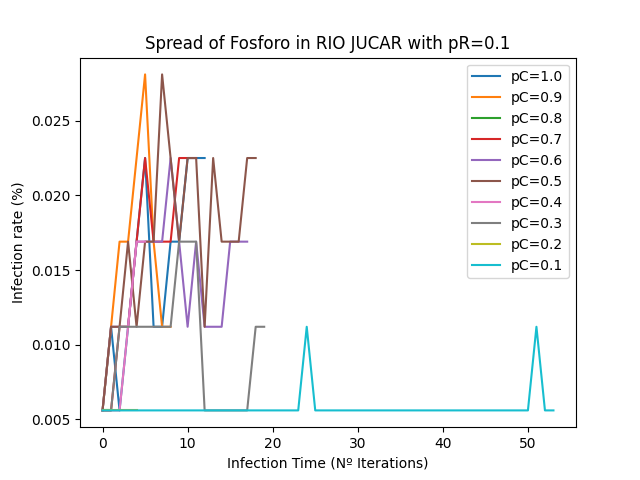 Spread of Fosforo in RIO JUCAR with pR=0.1
Infection rate (%)
0.025
0.020
0.015
0.010
0.005
0 10 20 30 40 50
Infection Time (Nº Iterations)
pC=1.0
pC=0.9
pC=0.8
pC=0.7
pC=0.6
pC=0.5
pC=0.4
pC=0.3
pC=0.2
pC=0.1